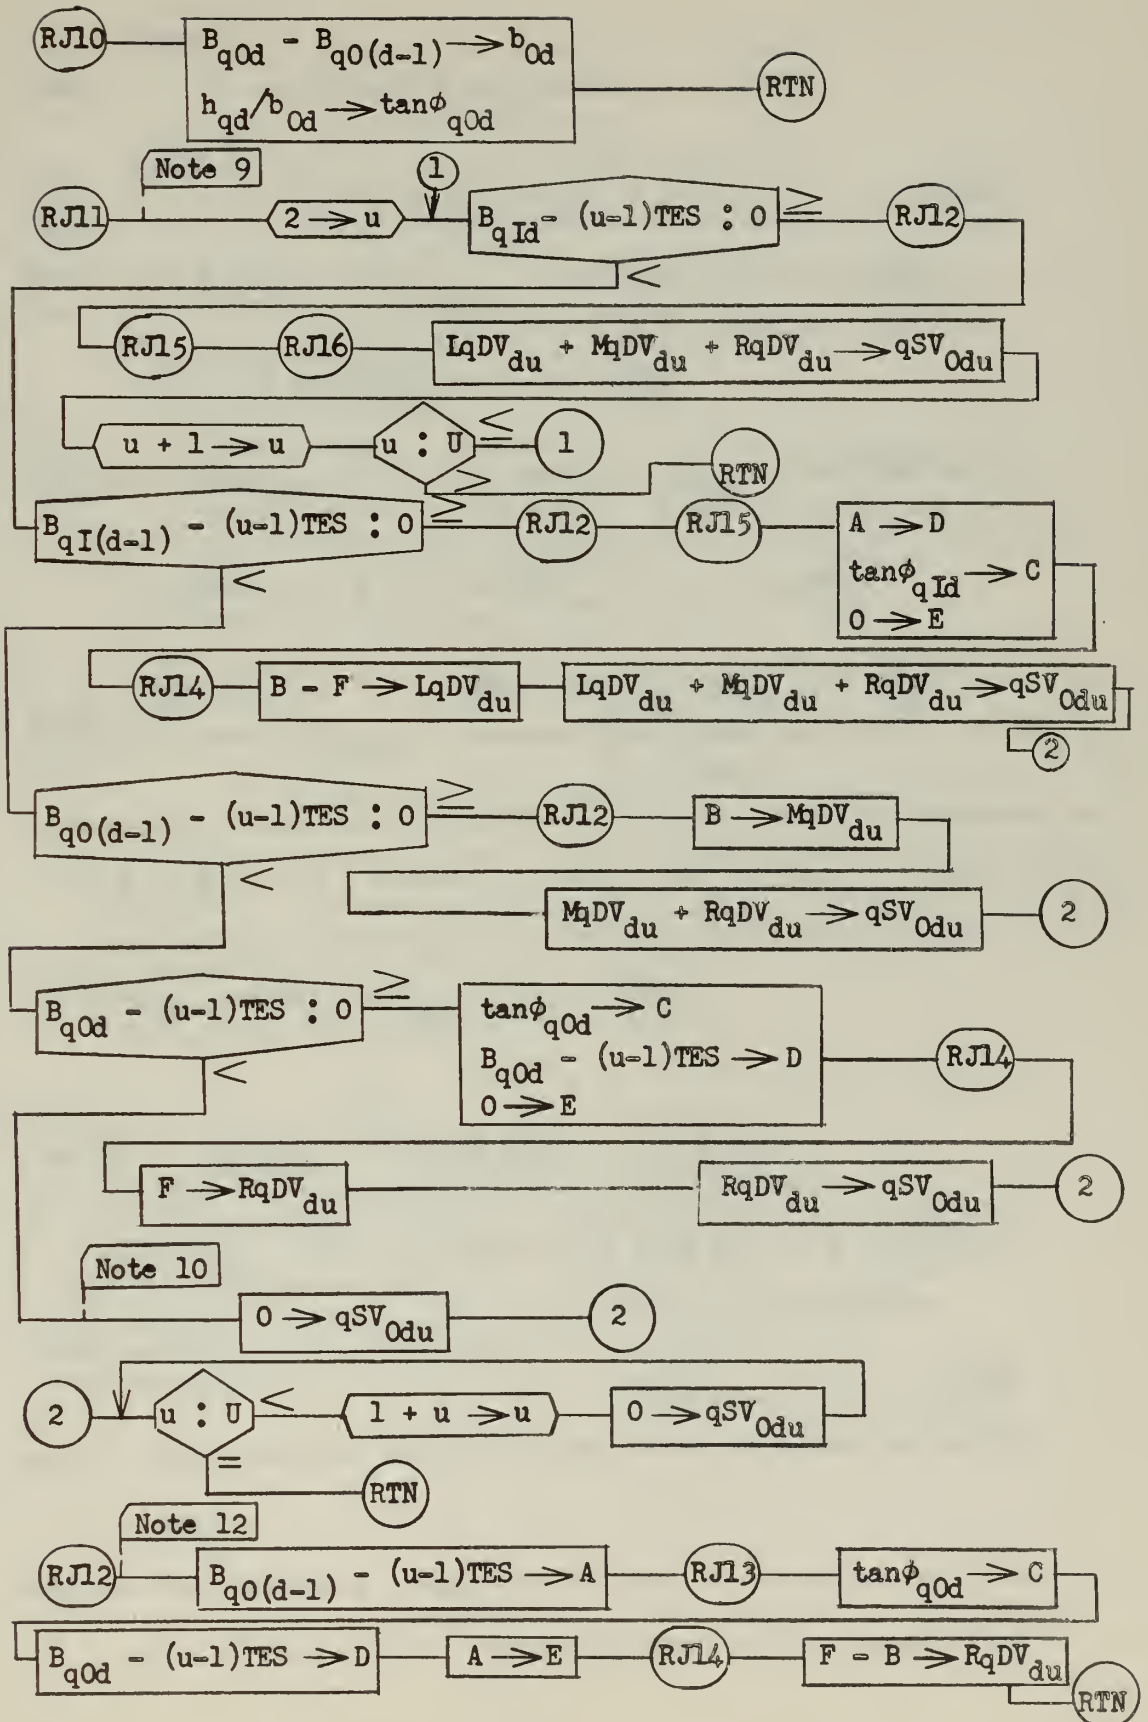 RJ10 B_q0d - B_q0(d-1) → b_0d
h_qd/b_0d → tanϕ_q0d RTN
Note 9 1
RJ11 2 → u B_qId - (u-1)TES : 0 ≥ RJ12
<
RJ15 RJ16 LqDV_du + MqDV_du + RqDV_du → qSV_0du
u + 1 → u u : U ≤ 1
> RTN
B_qI(d-1) - (u-1)TES : 0 ≥ RJ12 RJ15 A → D
tanϕ_qId → C
< 0 → E
RJ14 B - F → LqDV_du LqDV_du + MqDV_du + RqDV_du → qSV_0du
2
B_q0(d-1) - (u-1)TES : 0 ≥ RJ12 B → MqDV_du
<
MqDV_du + RqDV_du → qSV_0du 2
B_q0d - (u-1)TES : 0 ≥ tanϕ_q0d → C
B_q0d - (u-1)TES → D RJ14
< 0 → E
F → RqDV_du RqDV_du → qSV_0du 2
Note 10
0 → qSV_0du 2
2 u : U < 1 + u → u 0 → qSV_0du
=
RTN
Note 12
RJ12 B_q0(d-1) - (u-1)TES → A RJ13 tanϕ_q0d → C
B_q0d - (u-1)TES → D A → E RJ14 F - B → RqDV_du
RTN